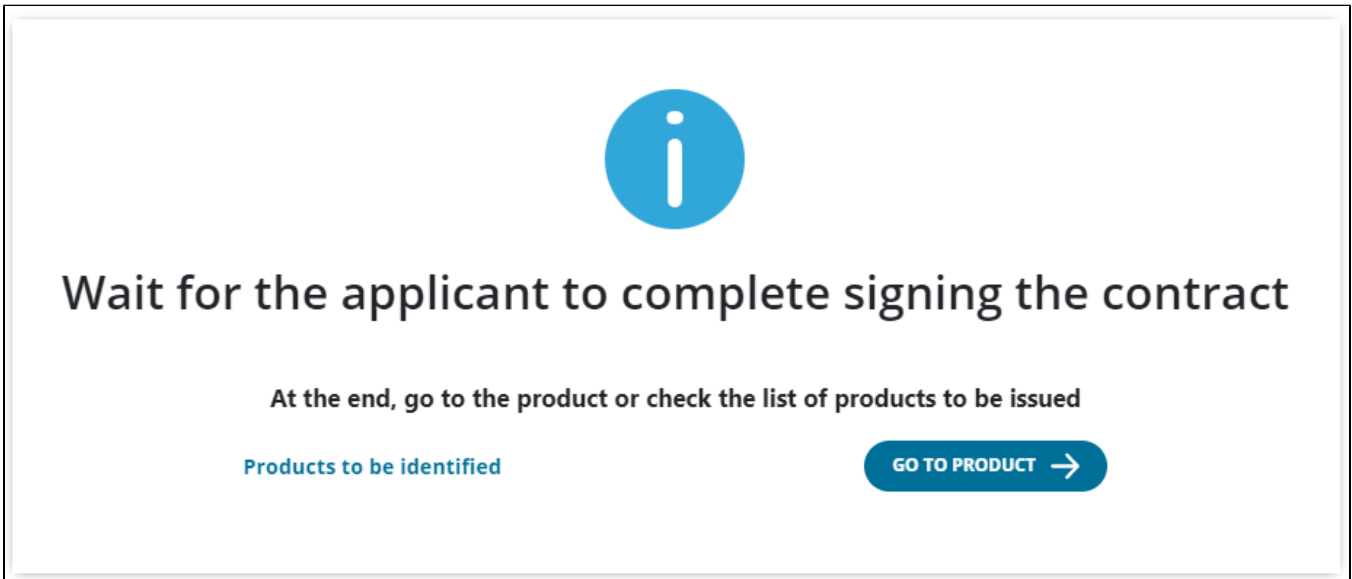 Wait for the applicant to complete signing the contract
At the end, go to the product or check the list of products to be issued
Products to be identified
GO TO PRODUCT